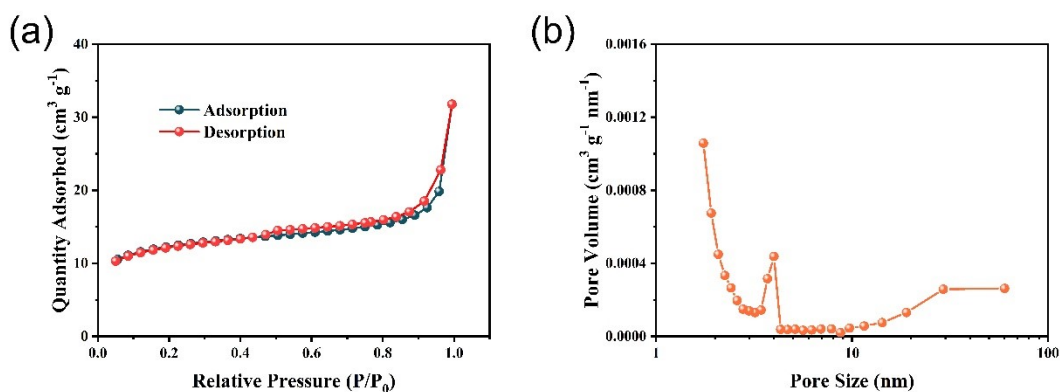 (a)
Quantity Adsorbed (cm³ g⁻¹)
40
30
20
10
0
Adsorption
Desorption
0.0 0.2 0.4 0.6 0.8 1.0
Relative Pressure (P/P₀)
(b)
Pore Volume (cm³ g⁻¹ nm⁻¹)
0.0016
0.0012
0.0008
0.0004
0.0000
1 10 100
Pore Size (nm)